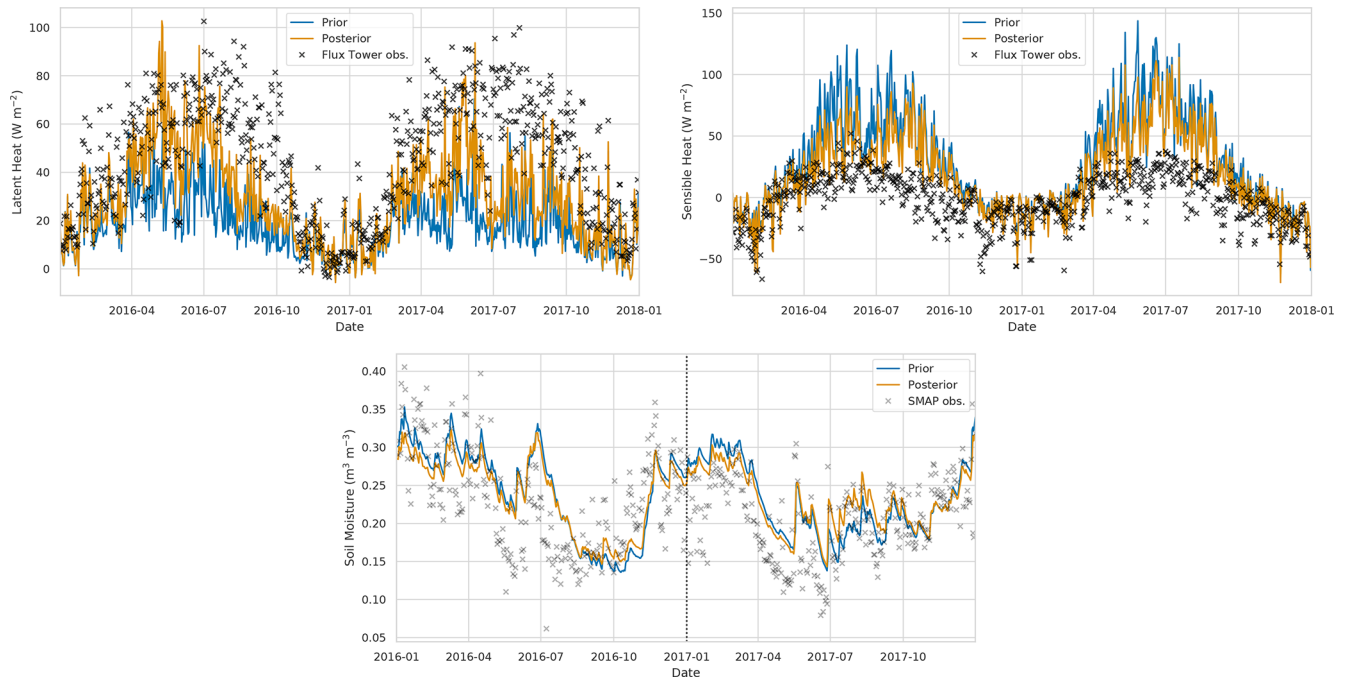 100
80
60
40
20
0
Latent Heat (W m⁻²)
Prior
Posterior
Flux Tower obs.
2016-04 2016-07 2016-10 2017-01 2017-04 2017-07 2017-10 2018-01
Date
150
100
50
0
−50
Sensible Heat (W m⁻²)
Prior
Posterior
Flux Tower obs.
2016-04 2016-07 2016-10 2017-01 2017-04 2017-07 2017-10 2018-01
Date
0.40
0.35
0.30
0.25
0.20
0.15
0.10
0.05
Soil Moisture (m³ m⁻³)
Prior
Posterior
SMAP obs.
2016-01 2016-04 2016-07 2016-10 2017-01 2017-04 2017-07 2017-10
Date